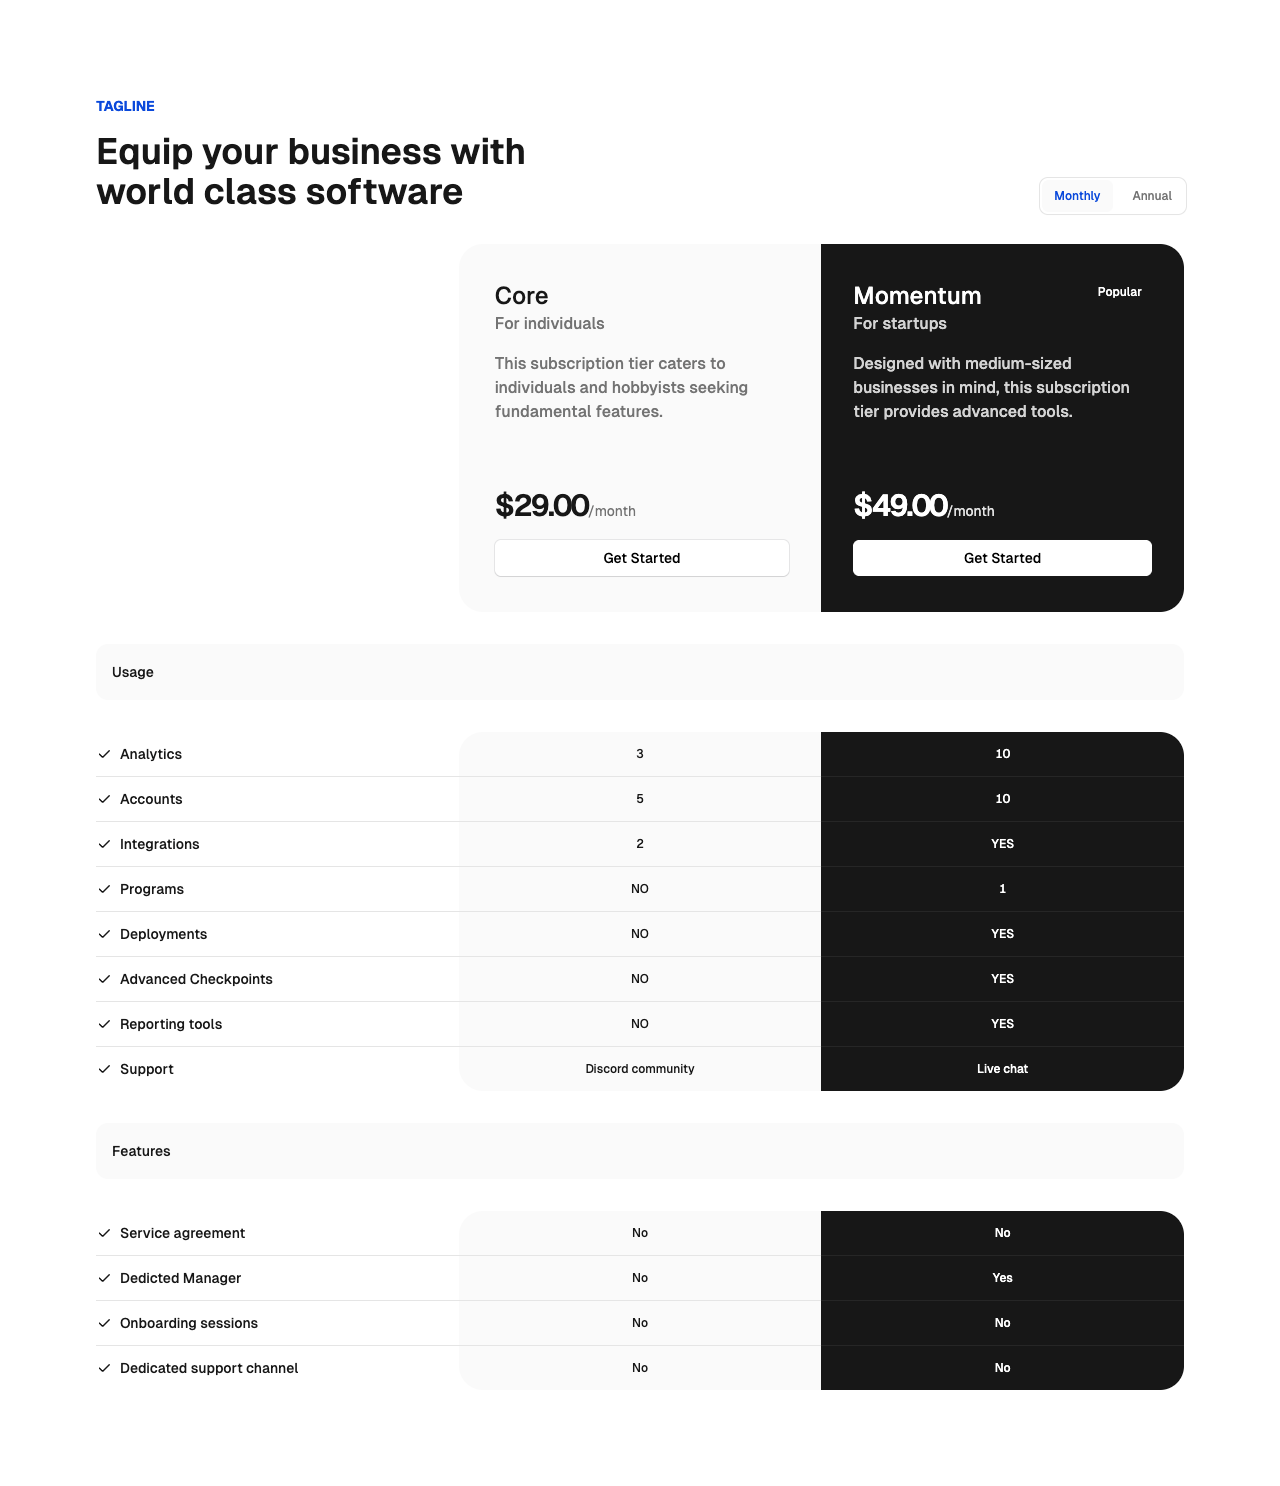 TAGLINE
Equip your business with
world class software
Monthly
Annual
Core
For individuals
This subscription tier caters to
individuals and hobbyists seeking
fundamental features.
$29.00/month
Get Started
Momentum
Popular
For startups
Designed with medium-sized
businesses in mind, this subscription
tier provides advanced tools.
$49.00/month
Get Started
Usage
Analytics 3 10
Accounts 5 10
Integrations 2 YES
Programs NO 1
Deployments NO YES
Advanced Checkpoints NO YES
Reporting tools NO YES
Support Discord community Live chat
Features
Service agreement No No
Dedicted Manager No Yes
Onboarding sessions No No
Dedicated support channel No No